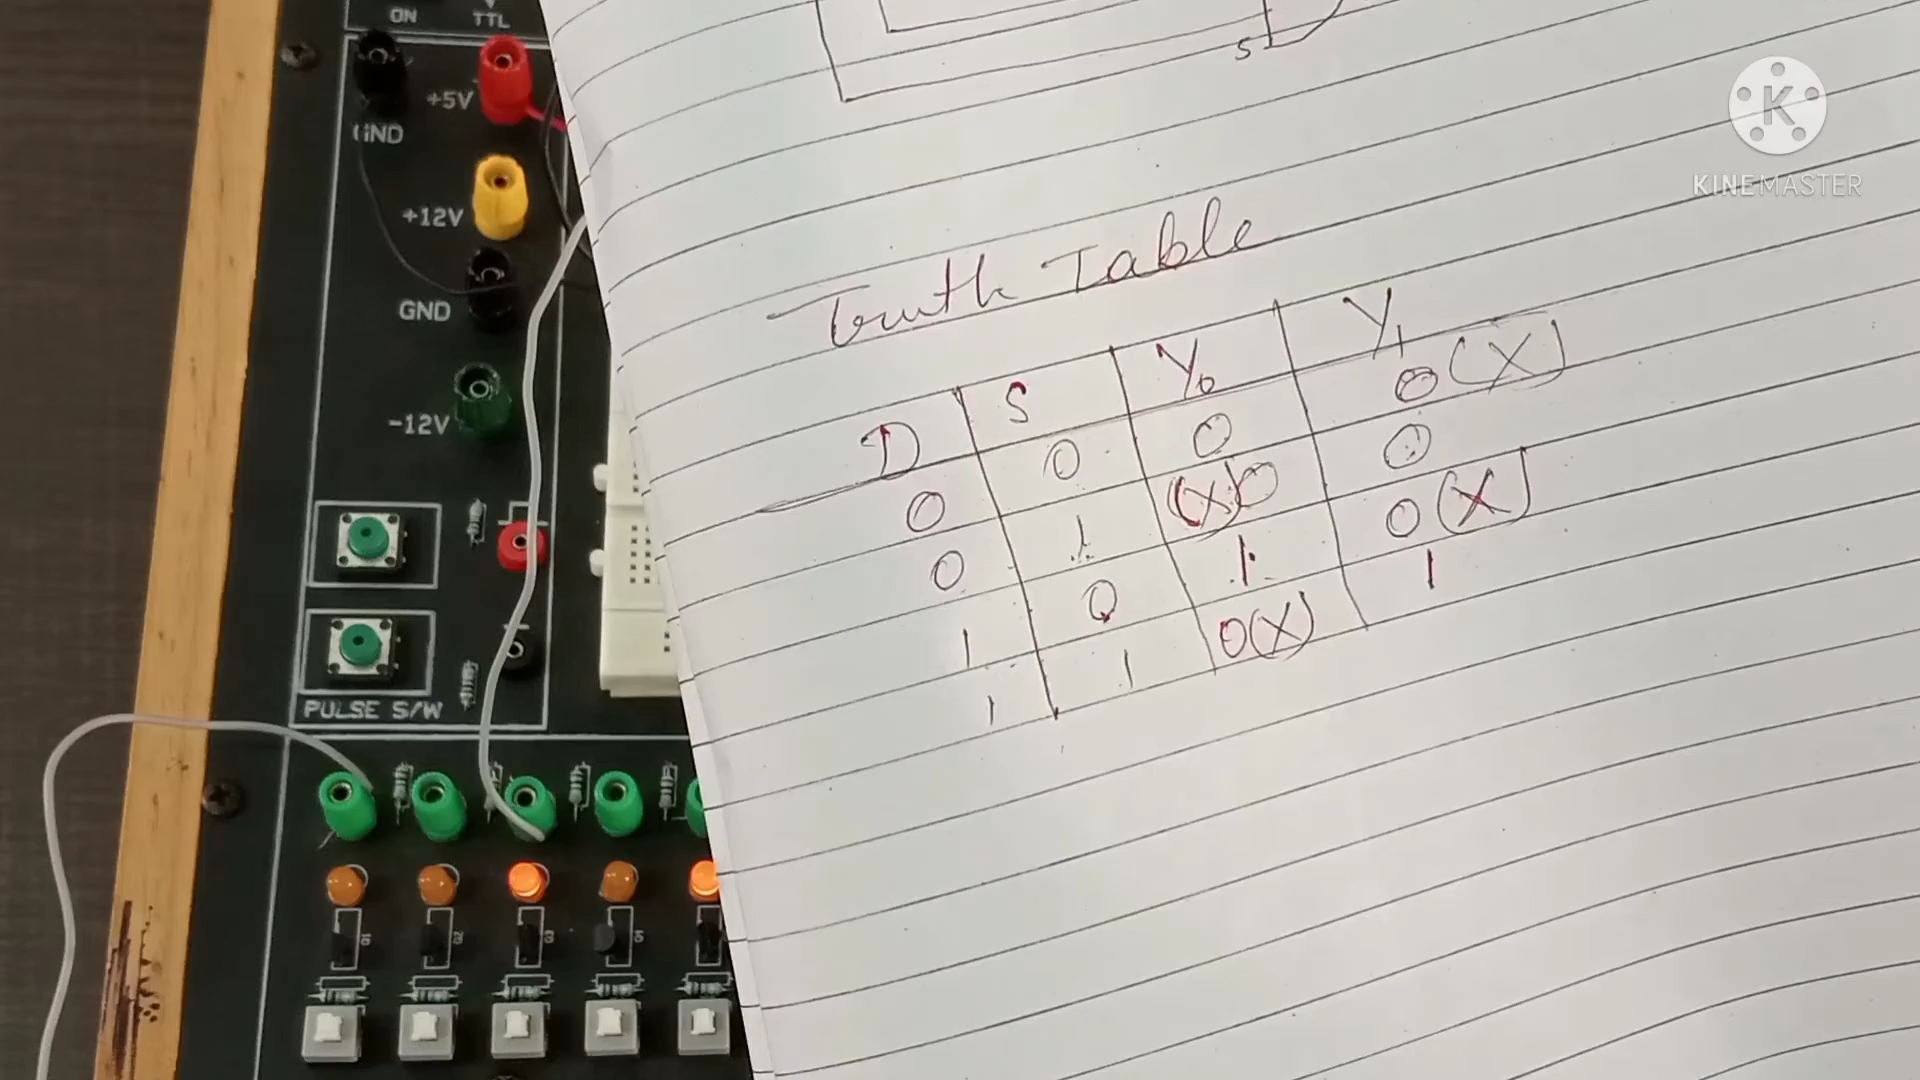 ON TTL
+5V
GND
+12V
GND
-12V
PULSE S/W
S
Truth Table
D S Y0 Y1
0 0 0 0(X)
0 1 (X)0 0
1 0 1 0(X)
1 1 0(X) 1
K
KINEMASTER